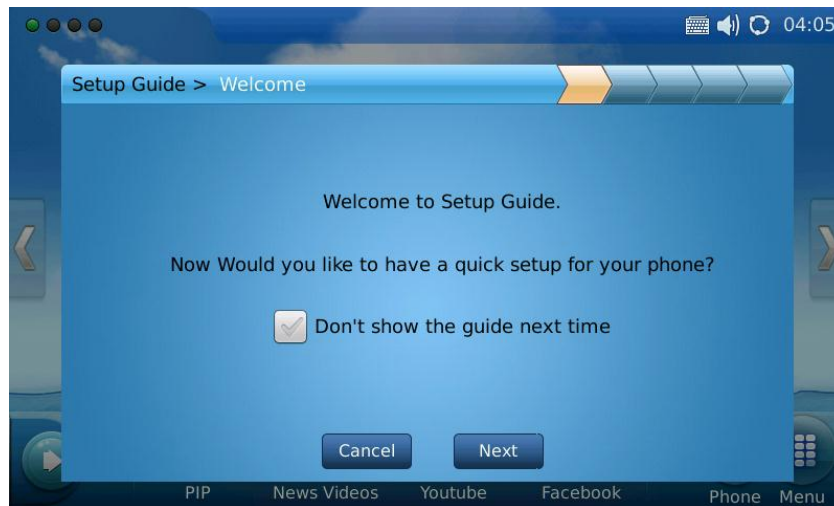 04:05
Setup Guide > Welcome
Welcome to Setup Guide.
Now Would you like to have a quick setup for your phone?
Don't show the guide next time
Cancel Next
PIP News Videos Youtube Facebook Phone Menu